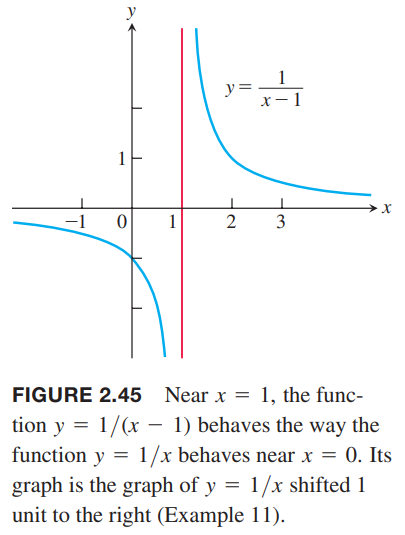 y
y = 1/(x − 1)
1
−1 0 1 2 3 x
FIGURE 2.45 Near x = 1, the func-
tion y = 1/(x − 1) behaves the way the
function y = 1/x behaves near x = 0. Its
graph is the graph of y = 1/x shifted 1
unit to the right (Example 11).